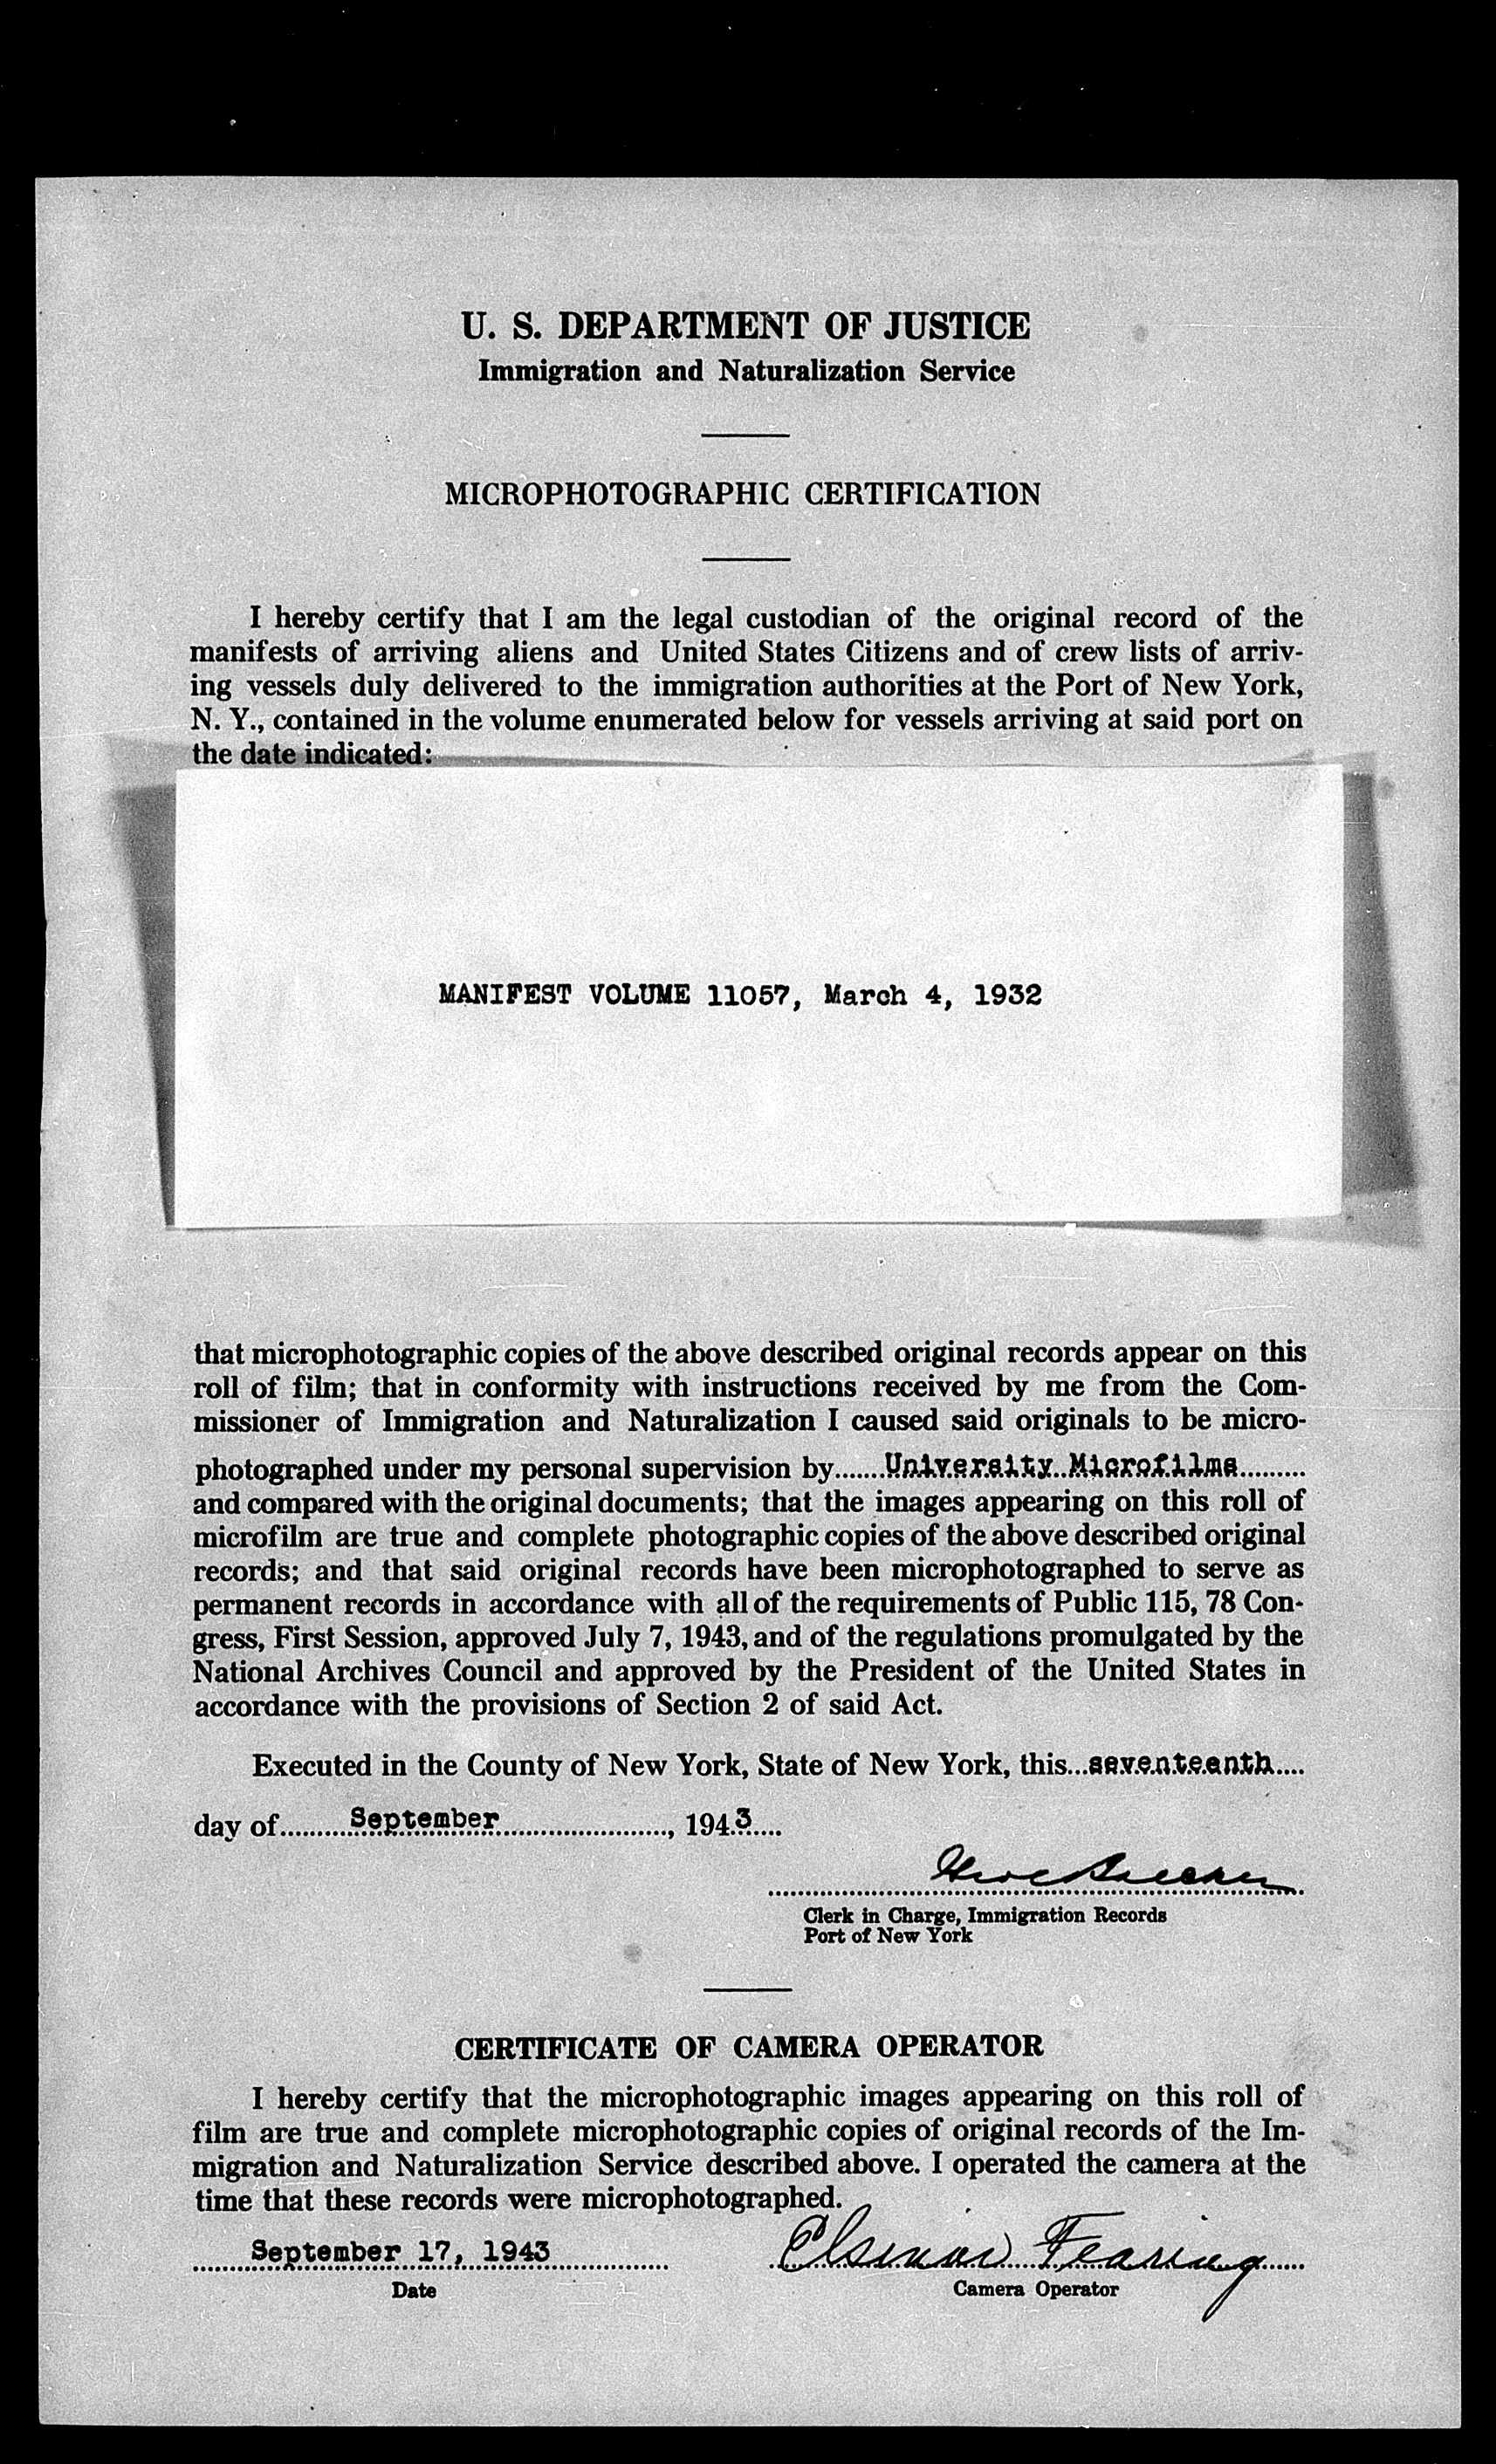 U. S. DEPARTMENT OF JUSTICE
Immigration and Naturalization Service
MICROPHOTOGRAPHIC CERTIFICATION
I hereby certify that I am the legal custodian of the original record of the
manifests of arriving aliens and United States Citizens and of crew lists of arriv-
ing vessels duly delivered to the immigration authorities at the Port of New York,
N. Y., contained in the volume enumerated below for vessels arriving at said port on
the date indicated:
MANIFEST VOLUME 11057, March 4, 1932
that microphotographic copies of the above described original records appear on this
roll of film; that in conformity with instructions received by me from the Com-
missioner of Immigration and Naturalization I caused said originals to be micro-
photographed under my personal supervision by.......University Microfilms.........
and compared with the original documents; that the images appearing on this roll of
microfilm are true and complete photographic copies of the above described original
records; and that said original records have been microphotographed to serve as
permanent records in accordance with all of the requirements of Public 115, 78 Con-
gress, First Session, approved July 7, 1943, and of the regulations promulgated by the
National Archives Council and approved by the President of the United States in
accordance with the provisions of Section 2 of said Act.
Executed in the County of New York, State of New York, this...seventeenth....
day of..........September........................, 1943....
Clerk in Charge, Immigration Records
Port of New York
CERTIFICATE OF CAMERA OPERATOR
I hereby certify that the microphotographic images appearing on this roll of
film are true and complete microphotographic copies of original records of the Im-
migration and Naturalization Service described above. I operated the camera at the
time that these records were microphotographed.
September 17, 1943 Fearing
Date Camera Operator